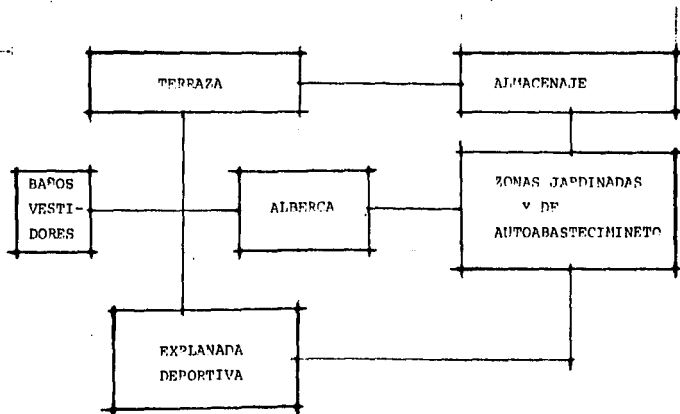 TERRAZA
ALMACENAJE
BAÑOS
VESTI-
DORES
ALBERCA
ZONAS JARDINADAS
Y DE
AUTOABASTECIMINETO
EXPLANADA
DEPORTIVA